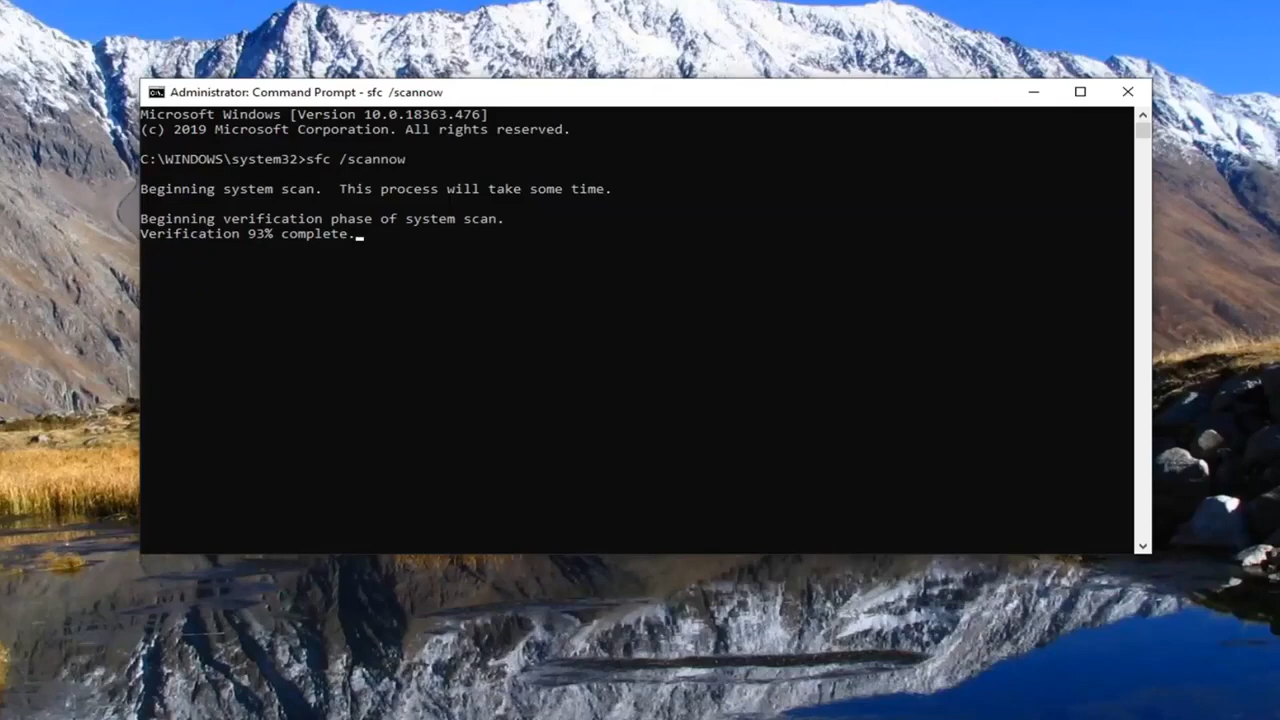 Administrator: Command Prompt - sfc  /scannow
Microsoft Windows [Version 10.0.18363.476]
(c) 2019 Microsoft Corporation. All rights reserved.
C:\WINDOWS\system32>sfc /scannow
Beginning system scan.  This process will take some time.
Beginning verification phase of system scan.
Verification 93% complete.